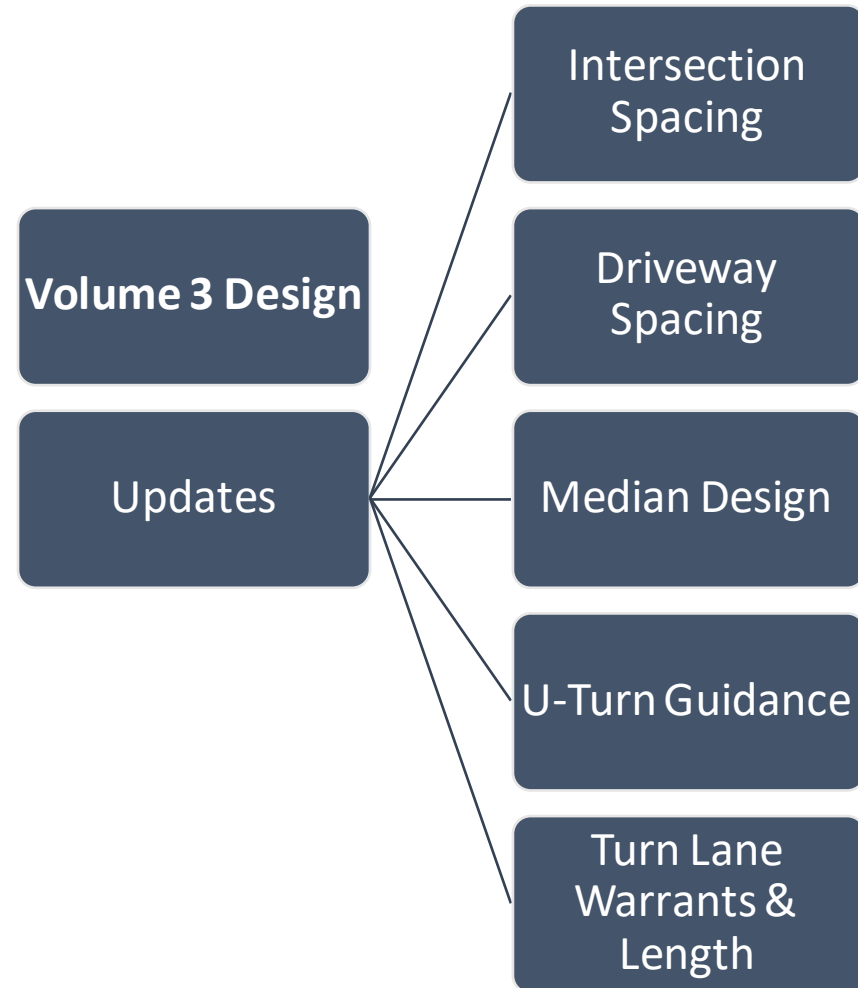 Volume 3 Design
Updates
Intersection
Spacing
Driveway
Spacing
Median Design
U-Turn Guidance
Turn Lane
Warrants &
Length